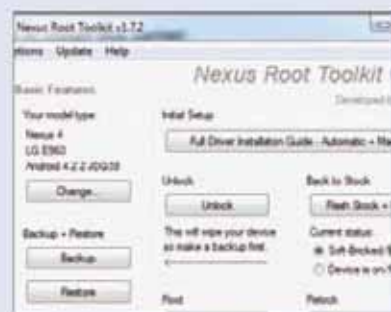 Nexus Root Toolkit v1.7.2
Options Update Help
Nexus Root Toolkit
Developed
Basic Features
Your model type:
Nexus 4
LG E960
Android 4.2.2 JDQ39
Change...
Initial Setup
Full Driver Installation Guide - Automatic +
Unlock
Unlock
This will wipe your device
so make a backup first.
Back to Stock
Flash Stock +
Current status:
Soft-Bricked/
Device is on/
Backup + Restore
Backup
Restore
Root
Relock